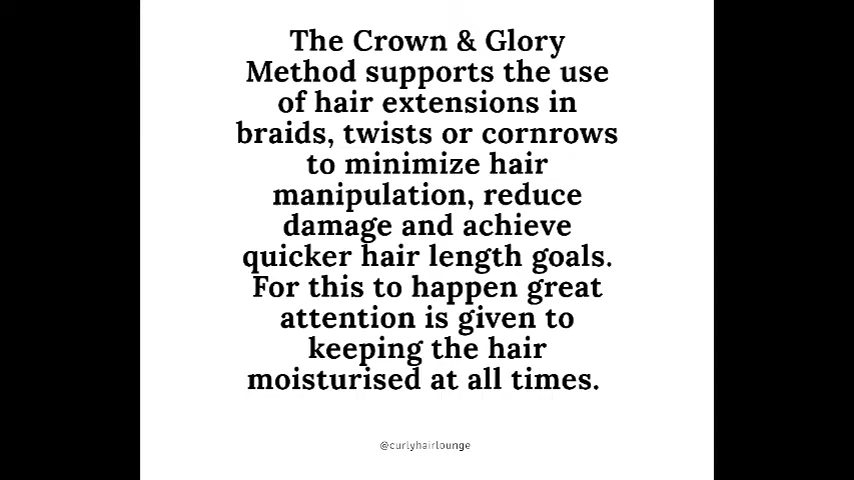 The Crown & Glory
Method supports the use
of hair extensions in
braids, twists or cornrows
to minimize hair
manipulation, reduce
damage and achieve
quicker hair length goals.
For this to happen great
attention is given to
keeping the hair
moisturised at all times.
@curlyhairlounge